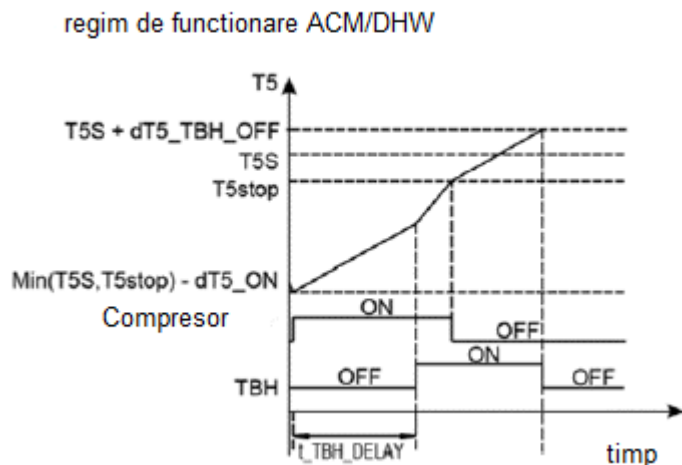 regim de functionare ACM/DHW
T5
T5S + dT5_TBH_OFF
T5S
T5stop
Min(T5S,T5stop) - dT5_ON
ON
Compresor
OFF
ON
TBH
OFF
OFF
t_TBH_DELAY
timp